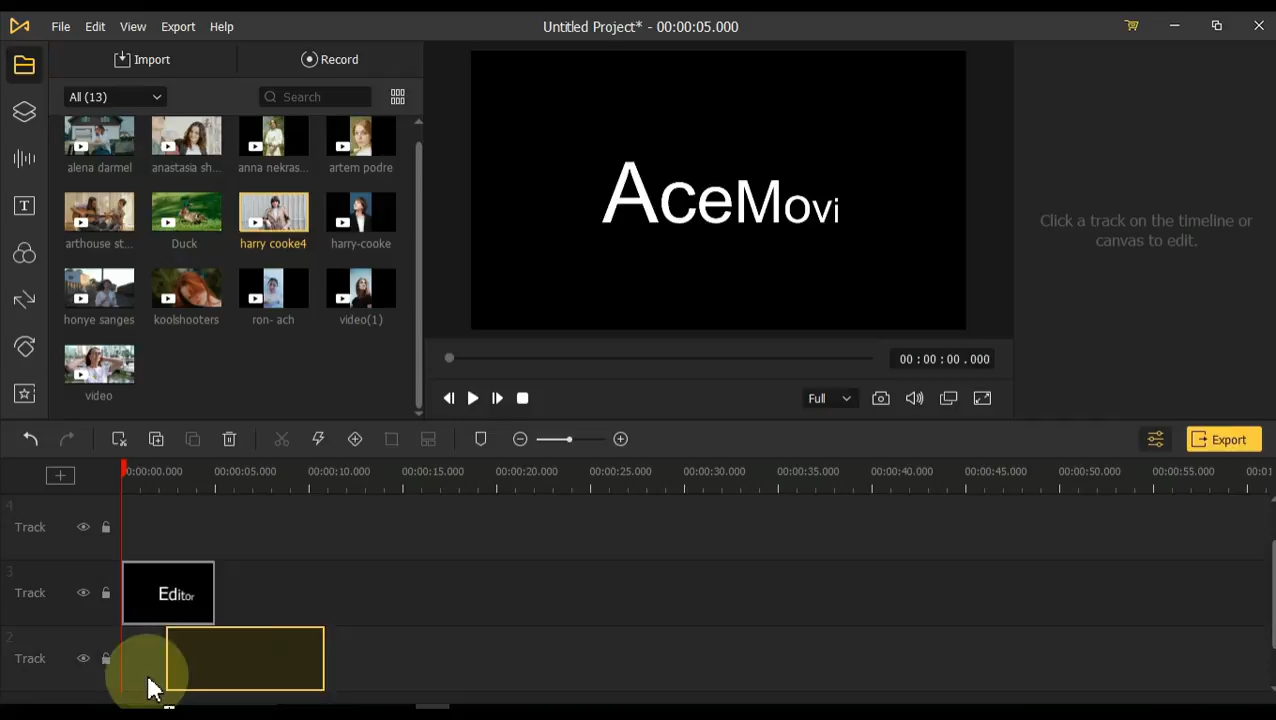 File Edit View Export Help Untitled Project* - 00:00:05.000
Import Record
All (13) Search
alena darmel anastasia sh... anna nekras... artem podre
arthouse st... Duck harry cooke4 harry-cooke
honye sanges koolshooters ron- ach video(1)
video
AceMovi
Click a track on the timeline or
canvas to edit.
00:00:00.000
Full
Export
0:00:00.000 00:00:05.000 00:00:10.000 00:00:15.000 00:00:20.000 00:00:25.000 00:00:30.000 00:00:35.000 00:00:40.000 00:00:45.000 00:00:50.000 00:00:55.000 00:01
4
Track
3
Track
Editor
2
Track